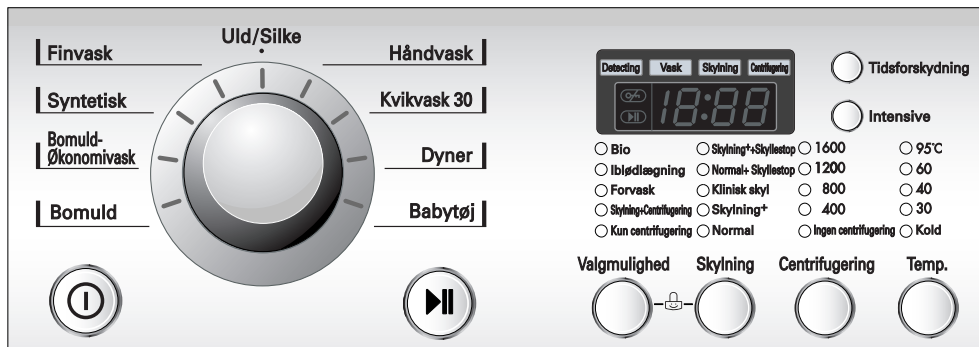 Uld/Silke
Finvask
Syntetisk
Bomuld-
Økonomivask
Bomuld
Håndvask
Kvikvask 30
Dyner
Babytøj
Detecting Vask Skylning Centrifugering
18:88
Tidsforskydning
Intensive
Bio
Iblødlægning
Forvask
Skylning+Centrifugering
Kun centrifugering
Skylning++Skyllestop
Normal+ Skyllestop
Klinisk skyl
Skylning+
Normal
1600
1200
800
400
Ingen centrifugering
95°C
60
40
30
Kold
Valgmulighed Skylning Centrifugering Temp.